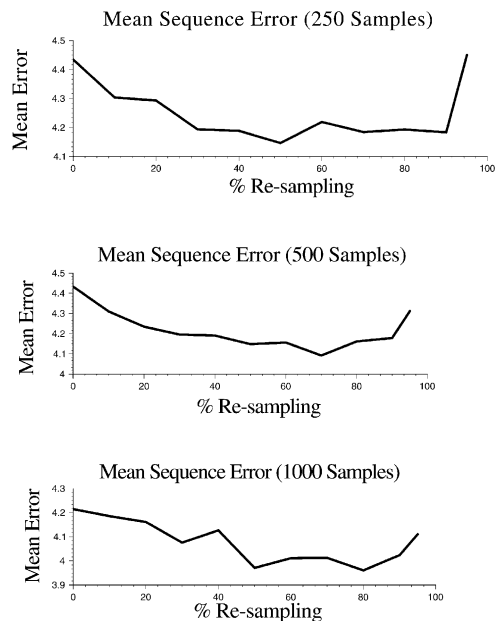 Mean Sequence Error (250 Samples)
4.5
4.4
4.3
4.2
4.1
Mean Error
0 20 40 60 80 100
% Re-sampling
Mean Sequence Error (500 Samples)
4.5
4.4
4.3
4.2
4.1
4
Mean Error
0 20 40 60 80 100
% Re-sampling
Mean Sequence Error (1000 Samples)
4.3
4.2
4.1
4
3.9
Mean Error
0 20 40 60 80 100
% Re-sampling